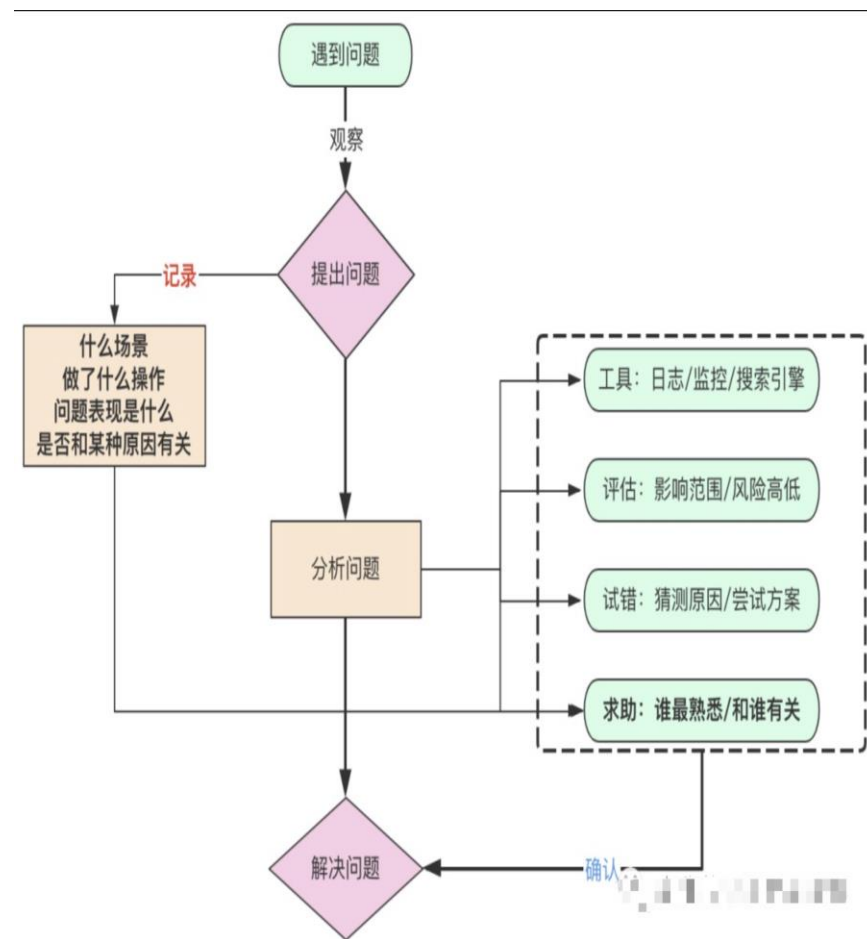 遇到问题
观察
提出问题
记录
什么场景
做了什么操作
问题表现是什么
是否和某种原因有关
工具：日志/监控/搜索引擎
评估：影响范围/风险高低
分析问题
试错：猜测原因/尝试方案
求助：谁最熟悉/和谁有关
解决问题
确认